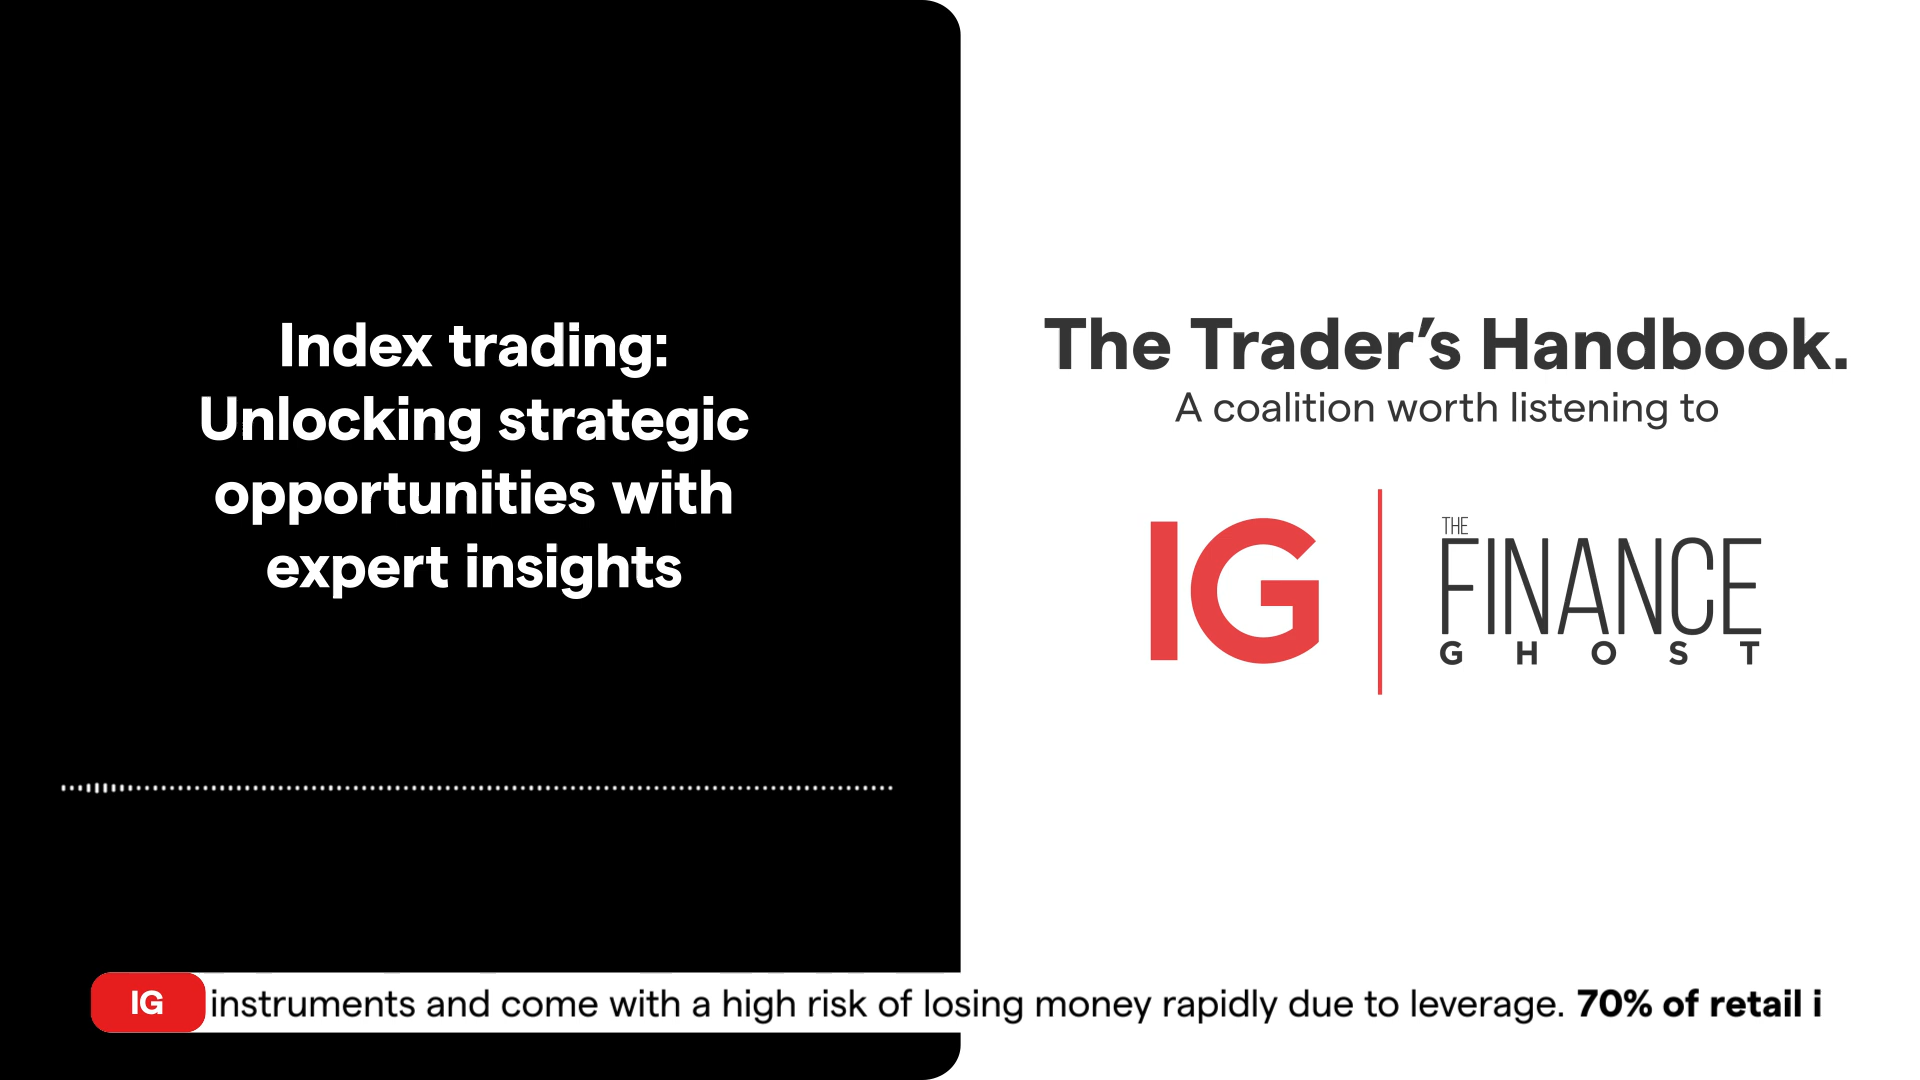 Index trading:
Unlocking strategic
opportunities with
expert insights
The Trader’s Handbook.
A coalition worth listening to
IG
THE
FINANCE
GHOST
IG
instruments and come with a high risk of losing money rapidly due to leverage. 70% of retail i